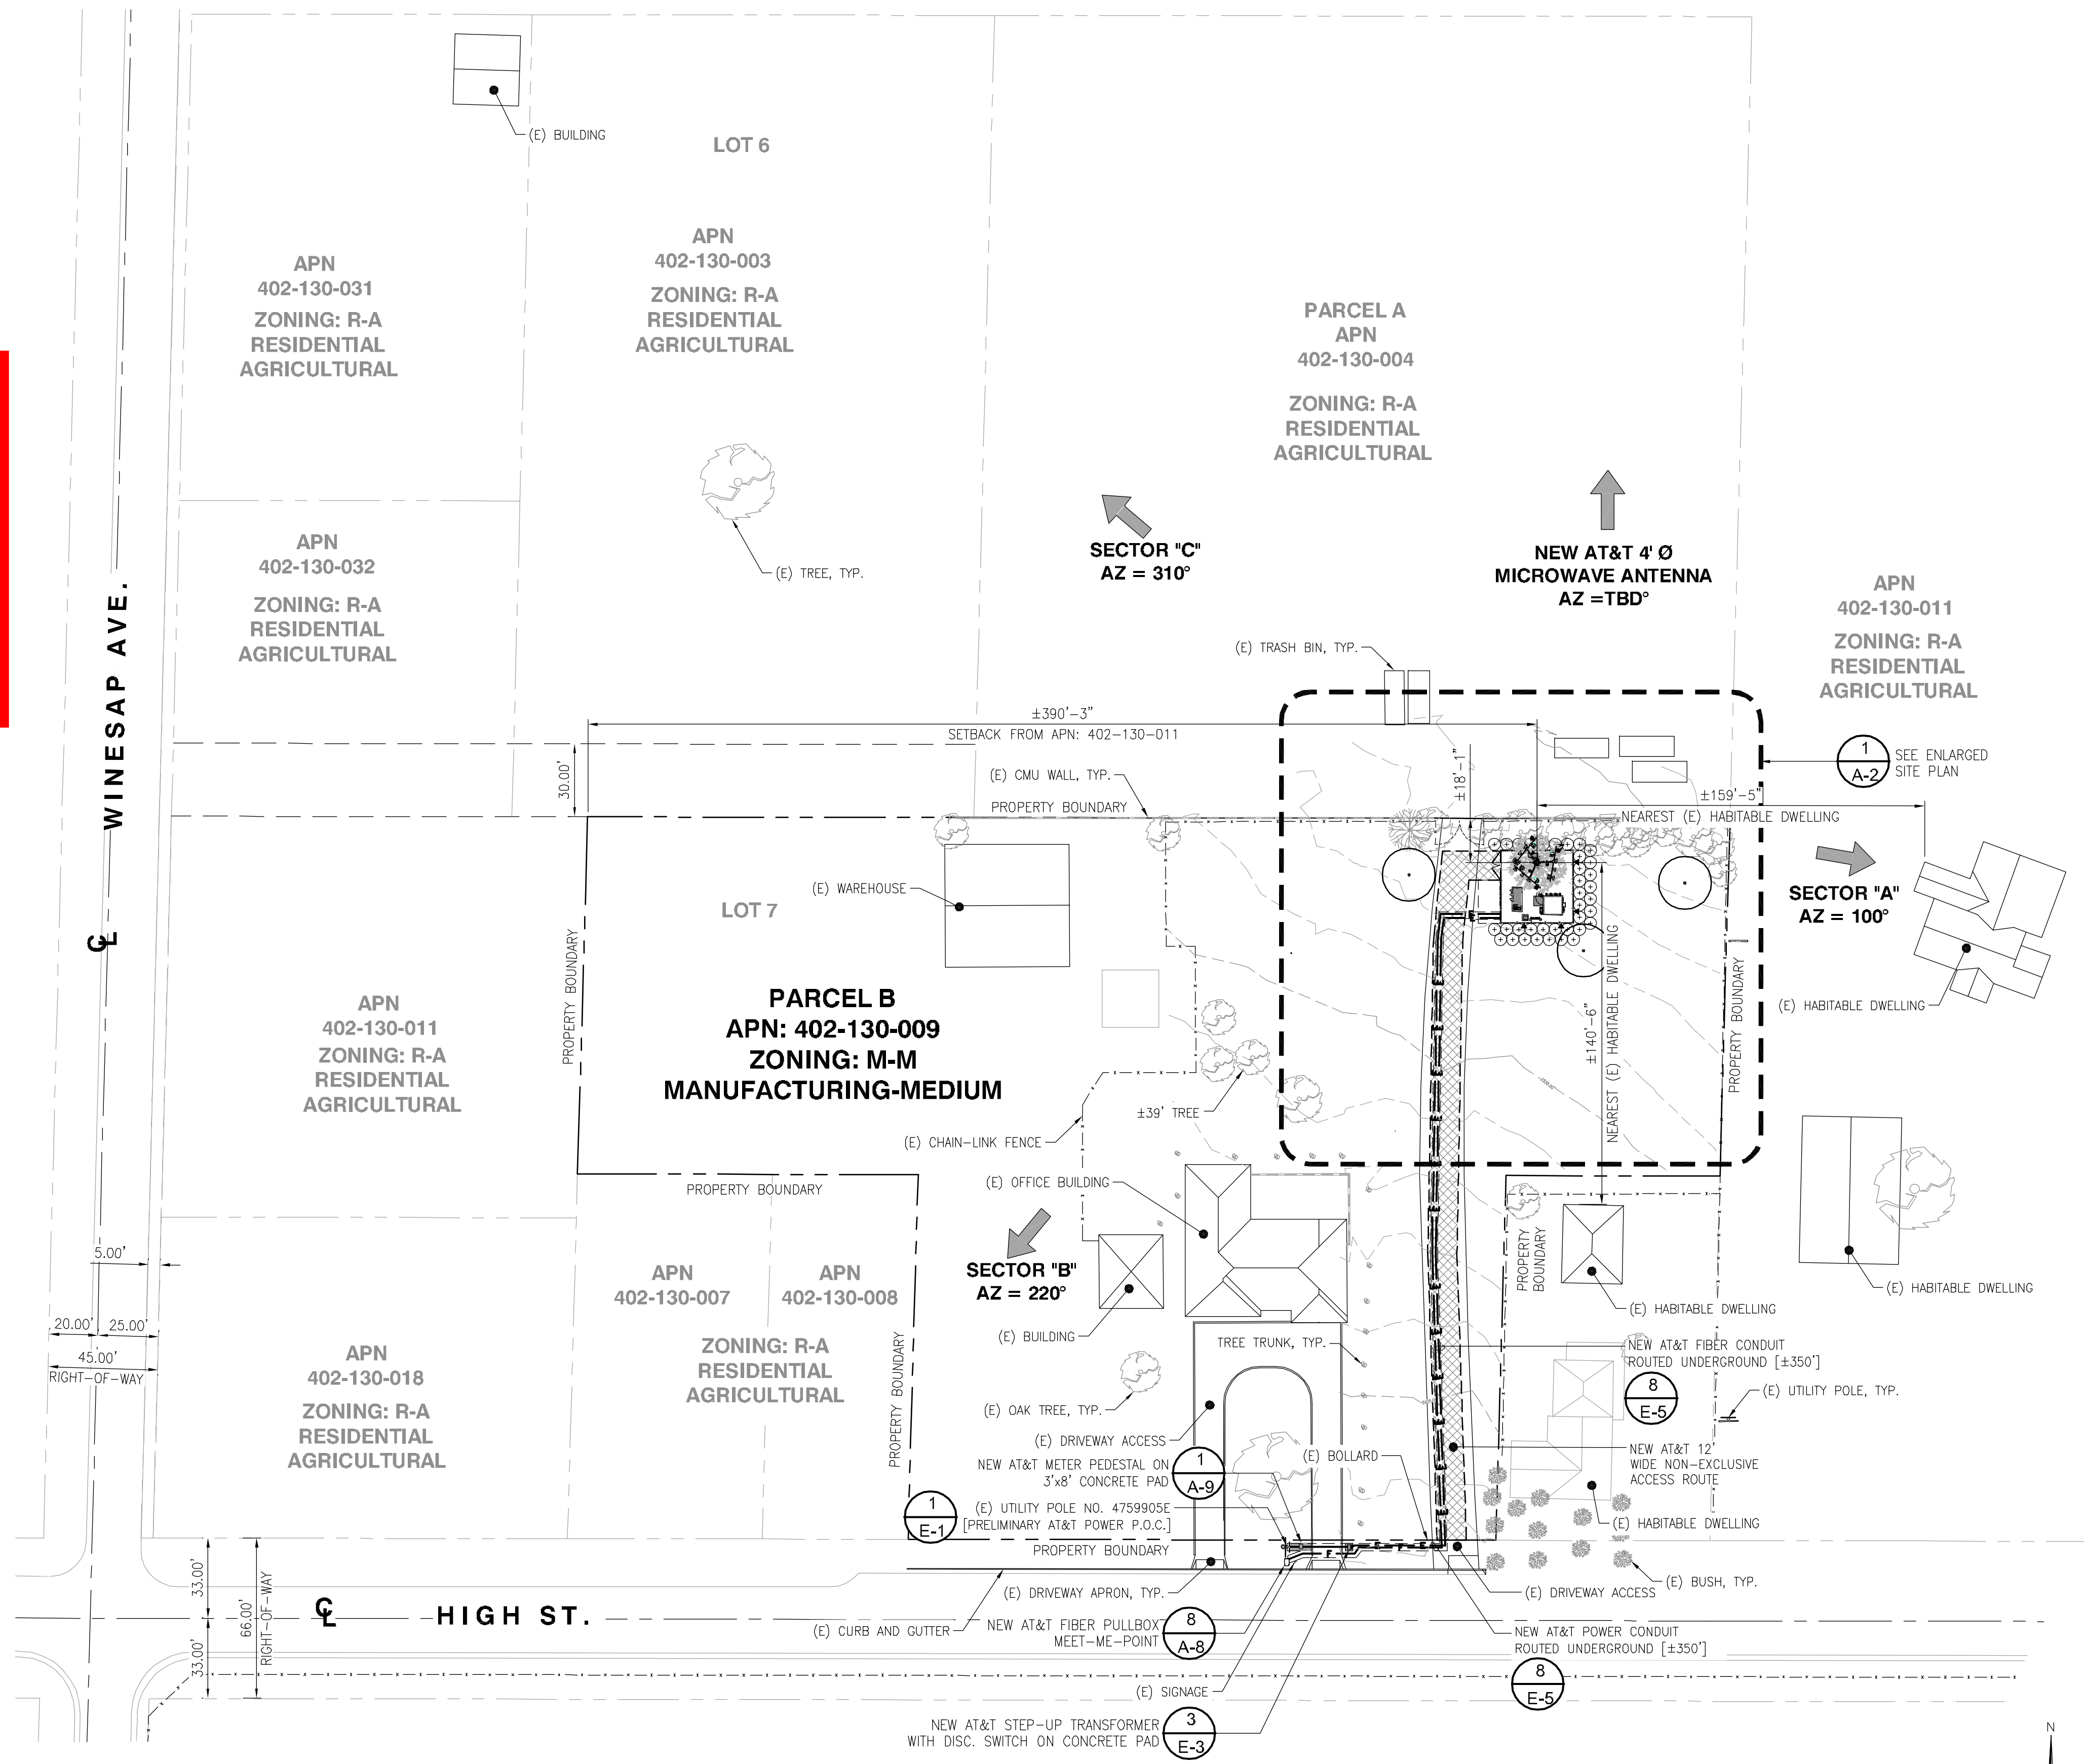 (E) BUILDING
LOT 6
APN
402-130-003
ZONING: R-A
RESIDENTIAL
AGRICULTURAL
APN
402-130-031
ZONING: R-A
RESIDENTIAL
AGRICULTURAL
PARCEL A
APN
402-130-004
ZONING: R-A
RESIDENTIAL
AGRICULTURAL
APN
402-130-032
ZONING: R-A
RESIDENTIAL
AGRICULTURAL
(E) TREE, TYP.
SECTOR "C"
AZ = 310°
NEW AT&T 4' Ø
MICROWAVE ANTENNA
AZ =TBD°
APN
402-130-011
ZONING: R-A
RESIDENTIAL
AGRICULTURAL
WINESAP AVE.
CL
(E) TRASH BIN, TYP.
±390'-3"
SETBACK FROM APN: 402-130-011
30.00'
(E) CMU WALL, TYP.
PROPERTY BOUNDARY
±18'-1"
1
A-2
SEE ENLARGED
SITE PLAN
±159'-5"
NEAREST (E) HABITABLE DWELLING
(E) WAREHOUSE
LOT 7
SECTOR "A"
AZ = 100°
PROPERTY BOUNDARY
PARCEL B
APN: 402-130-009
ZONING: M-M
MANUFACTURING-MEDIUM
±140'-6"
NEAREST (E) HABITABLE DWELLING
PROPERTY BOUNDARY
(E) HABITABLE DWELLING
APN
402-130-011
ZONING: R-A
RESIDENTIAL
AGRICULTURAL
±39' TREE
(E) CHAIN-LINK FENCE
(E) OFFICE BUILDING
PROPERTY BOUNDARY
PROPERTY
BOUNDARY
SECTOR "B"
AZ = 220°
5.00'
20.00'
25.00'
45.00'
RIGHT-OF-WAY
APN
402-130-007
APN
402-130-008
ZONING: R-A
RESIDENTIAL
AGRICULTURAL
APN
402-130-018
ZONING: R-A
RESIDENTIAL
AGRICULTURAL
PROPERTY BOUNDARY
(E) BUILDING
TREE TRUNK, TYP.
(E) HABITABLE DWELLING
(E) HABITABLE DWELLING
NEW AT&T FIBER CONDUIT
ROUTED UNDERGROUND [±350']
8
E-5
(E) UTILITY POLE, TYP.
(E) OAK TREE, TYP.
(E) DRIVEWAY ACCESS
(E) BOLLARD
NEW AT&T 12'
WIDE NON-EXCLUSIVE
ACCESS ROUTE
NEW AT&T METER PEDESTAL ON
3'x8' CONCRETE PAD
1
A-9
1
E-1
(E) UTILITY POLE NO. 4759905E
[PRELIMINARY AT&T POWER P.O.C.]
(E) HABITABLE DWELLING
PROPERTY BOUNDARY
(E) DRIVEWAY APRON, TYP.
(E) DRIVEWAY ACCESS
(E) BUSH, TYP.
33.00'
66.00'
RIGHT-OF-WAY
33.00'
CL
HIGH ST.
(E) CURB AND GUTTER
NEW AT&T FIBER PULLBOX
MEET-ME-POINT
8
A-8
NEW AT&T POWER CONDUIT
ROUTED UNDERGROUND [±350']
8
E-5
(E) SIGNAGE
NEW AT&T STEP-UP TRANSFORMER
WITH DISC. SWITCH ON CONCRETE PAD
3
E-3
N